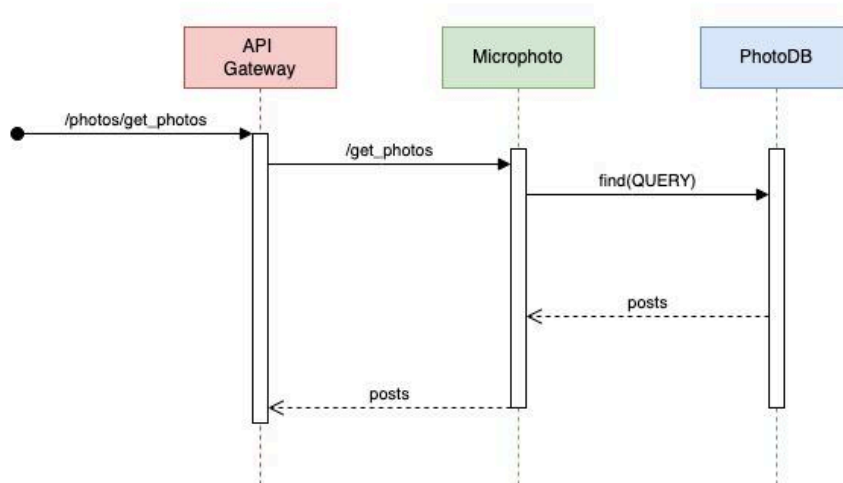 API
Gateway
Microphoto
PhotoDB
/photos/get_photos
/get_photos
find(QUERY)
posts
posts